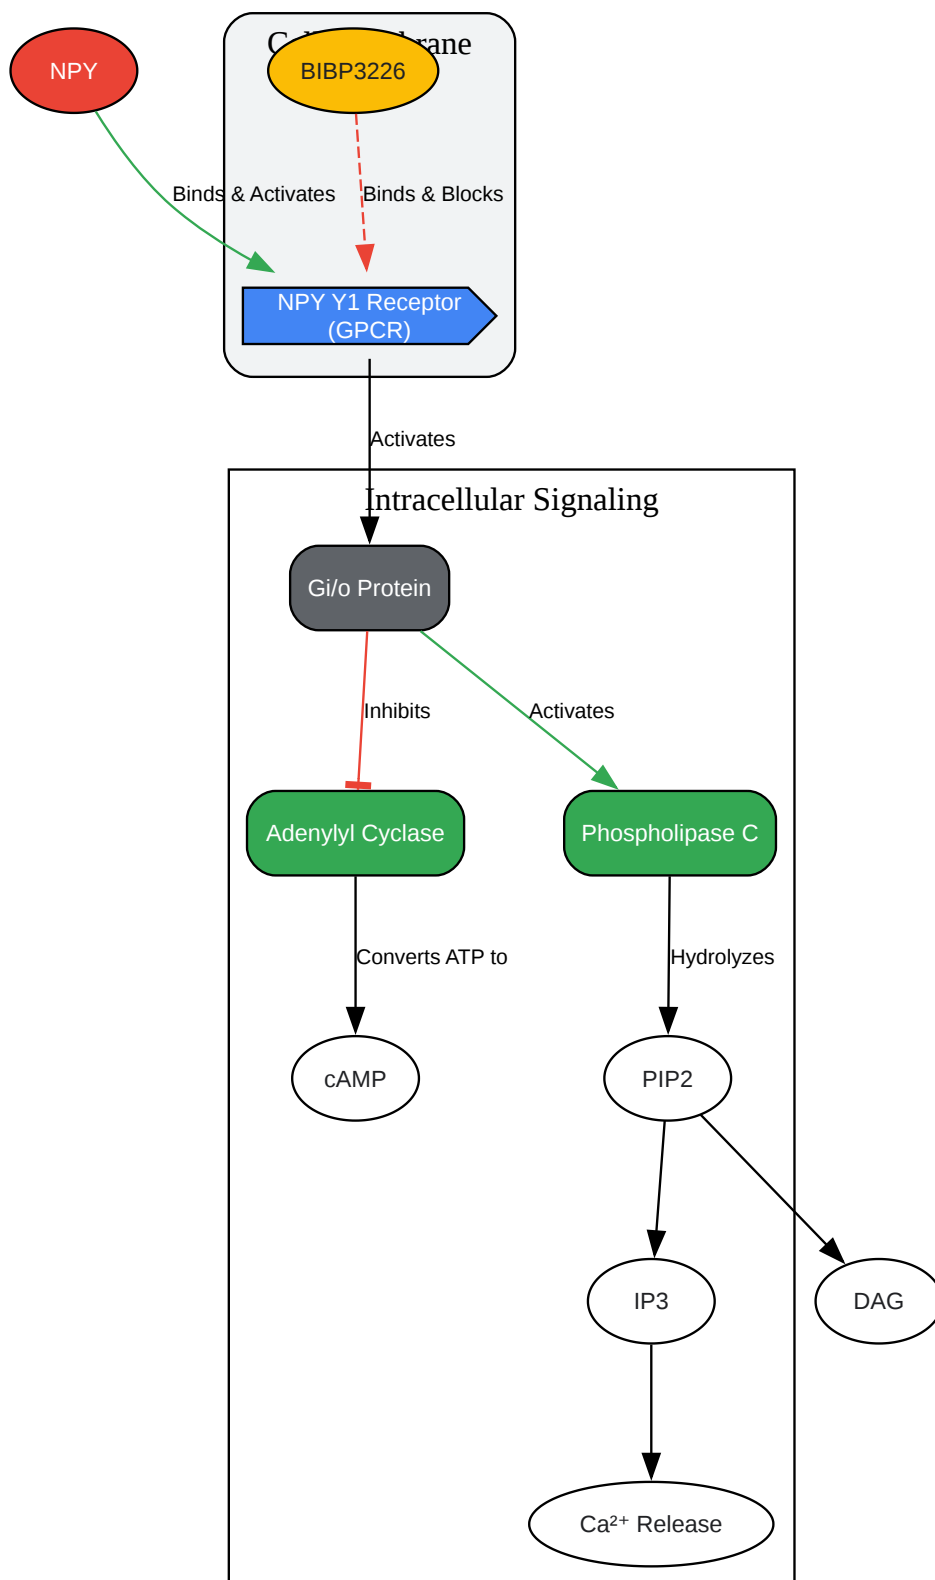 NPY
BIBP3226
Binds & Activates
Binds & Blocks
NPY Y1 Receptor
(GPCR)
Activates
Intracellular Signaling
Gi/o Protein
Inhibits
Activates
Adenylyl Cyclase
Phospholipase C
Converts ATP to
Hydrolyzes
cAMP
PIP2
IP3
DAG
Ca²⁺ Release